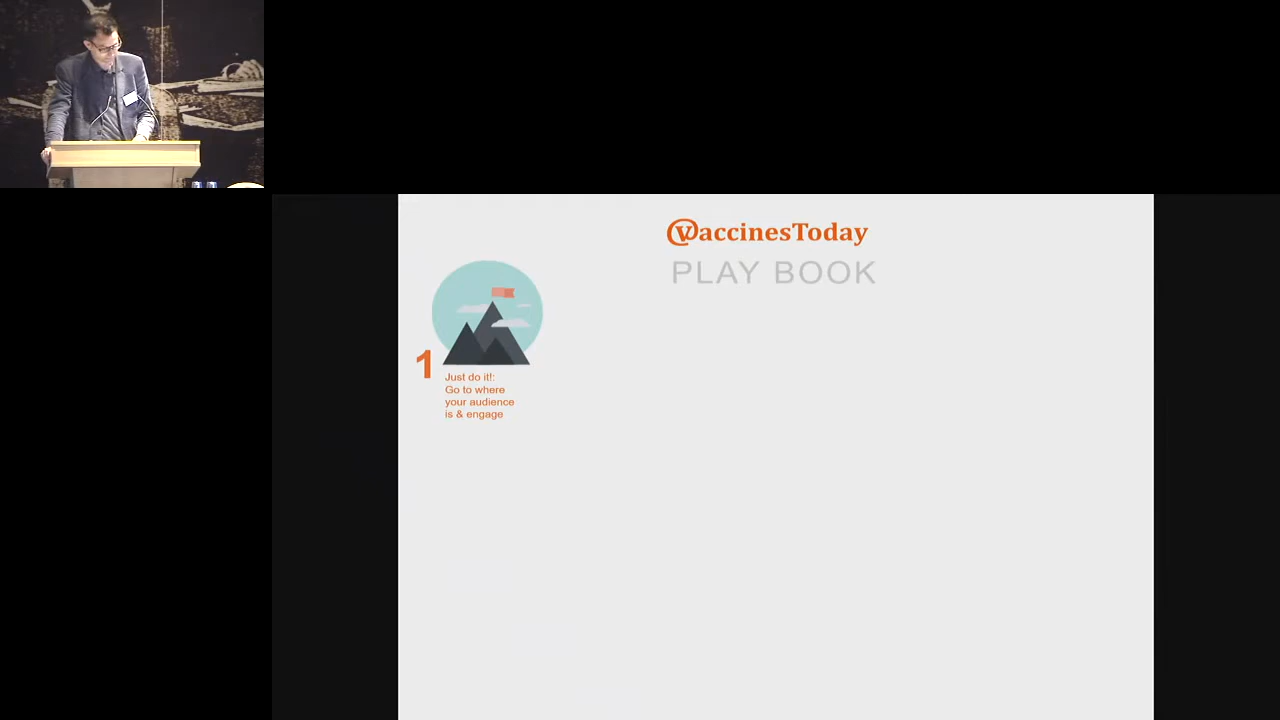 @vaccinesToday
PLAY BOOK
1
Just do it!:
Go to where
your audience
is & engage